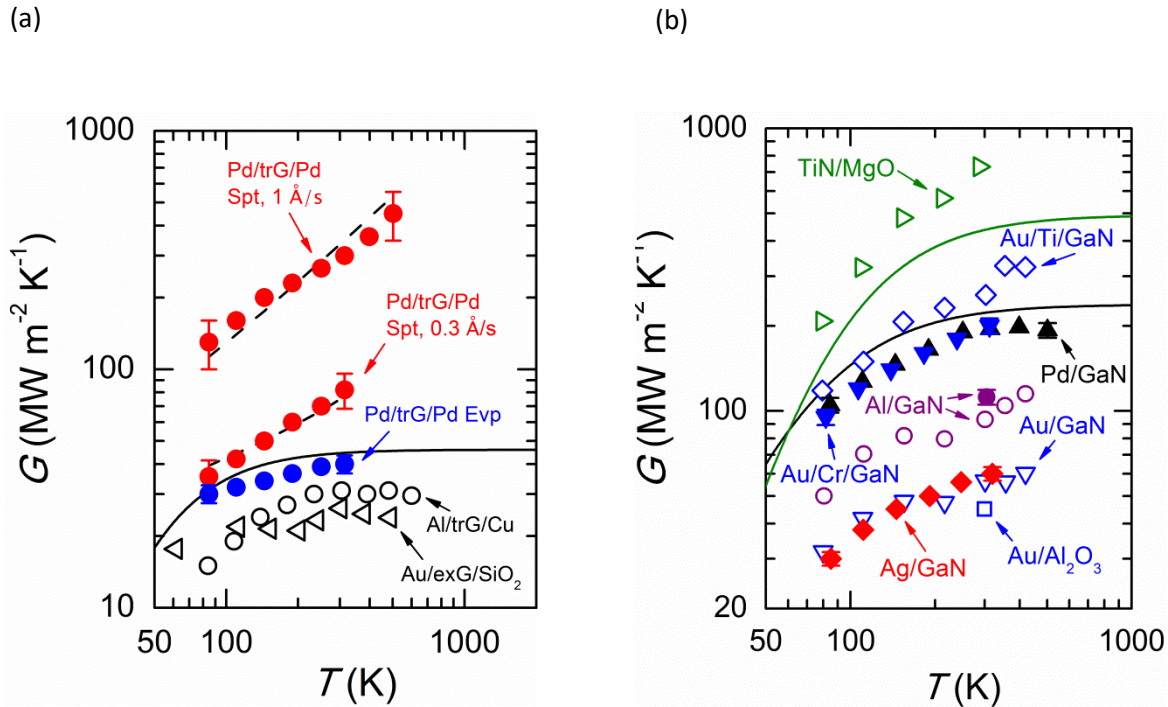 (a)
(b)
1000
100
10
G (MW m⁻² K⁻¹)
Pd/trG/Pd
Spt, 1 Å/s
Pd/trG/Pd
Spt, 0.3 Å/s
Pd/trG/Pd Evp
Al/trG/Cu
Au/exG/SiO₂
50
100
1000
T (K)
1000
100
20
G (MW m⁻² K⁻¹)
TiN/MgO
Au/Ti/GaN
Pd/GaN
Al/GaN
Au/GaN
Au/Cr/GaN
Au/Al₂O₃
Ag/GaN
50
100
1000
T (K)